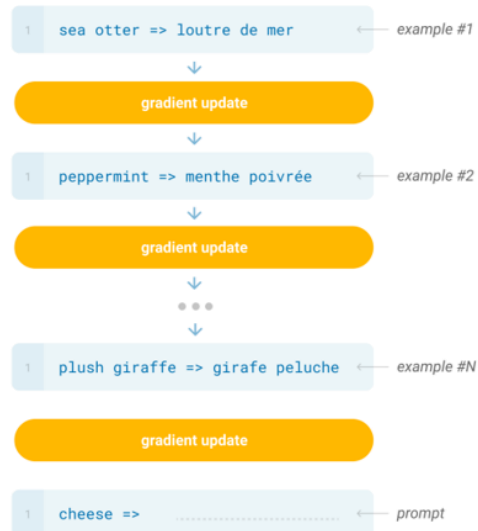 1 sea otter => loutre de mer example #1
gradient update
1 peppermint => menthe poivrée example #2
gradient update
1 plush giraffe => girafe peluche example #N
gradient update
1 cheese => prompt